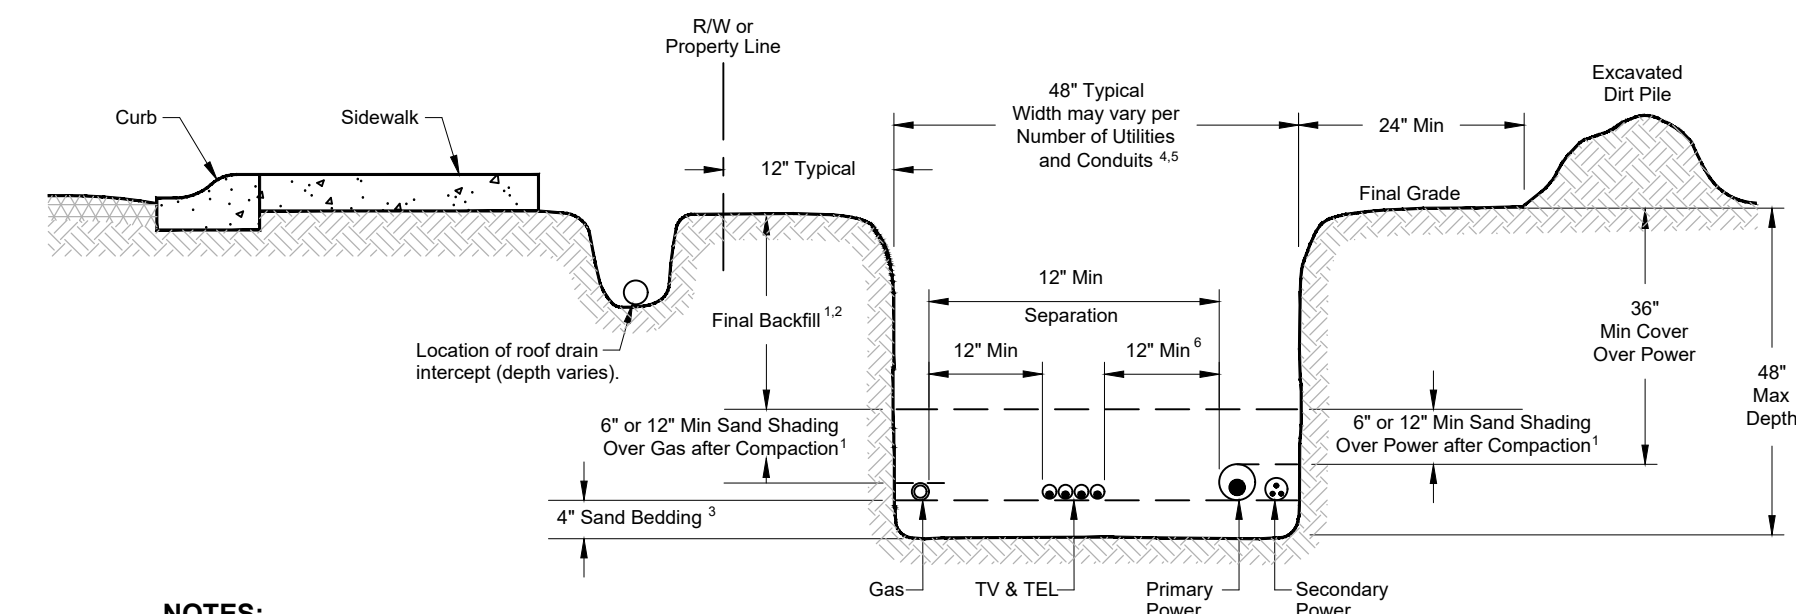 R/W or
Property Line
Curb
Sidewalk
12" Typical
48" Typical
Width may vary per
Number of Utilities
and Conduits 4,5
24" Min
Excavated
Dirt Pile
Final Grade
12" Min
Separation
12" Min
12" Min 6
Final Backfill 1,2
Location of roof drain
intercept (depth varies).
6" or 12" Min Sand Shading
Over Gas after Compaction 1
4" Sand Bedding 3
36"
Min Cover
Over Power
48"
Max
Depth
6" or 12" Min Sand Shading
Over Power after Compaction 1
Gas
TV & TEL
Primary
Power
Secondary
Power
NOTES: